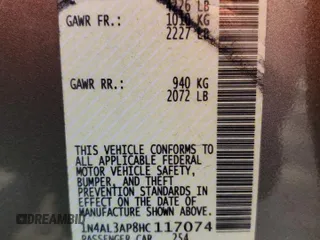 GAWR FR.: 1010 KG
2227 LB
GAWR RR.: 940 KG
2072 LB
THIS VEHICLE CONFORMS TO
ALL APPLICABLE FEDERAL
MOTOR VEHICLE SAFETY,
BUMPER, AND THEFT
PREVENTION STANDARDS IN
EFFECT ON THE DATE OF
MANUFACTURE SHOWN ABOVE.
1N4AL3AP8HC117074
PASSENGER CAR 254
DREAMBID